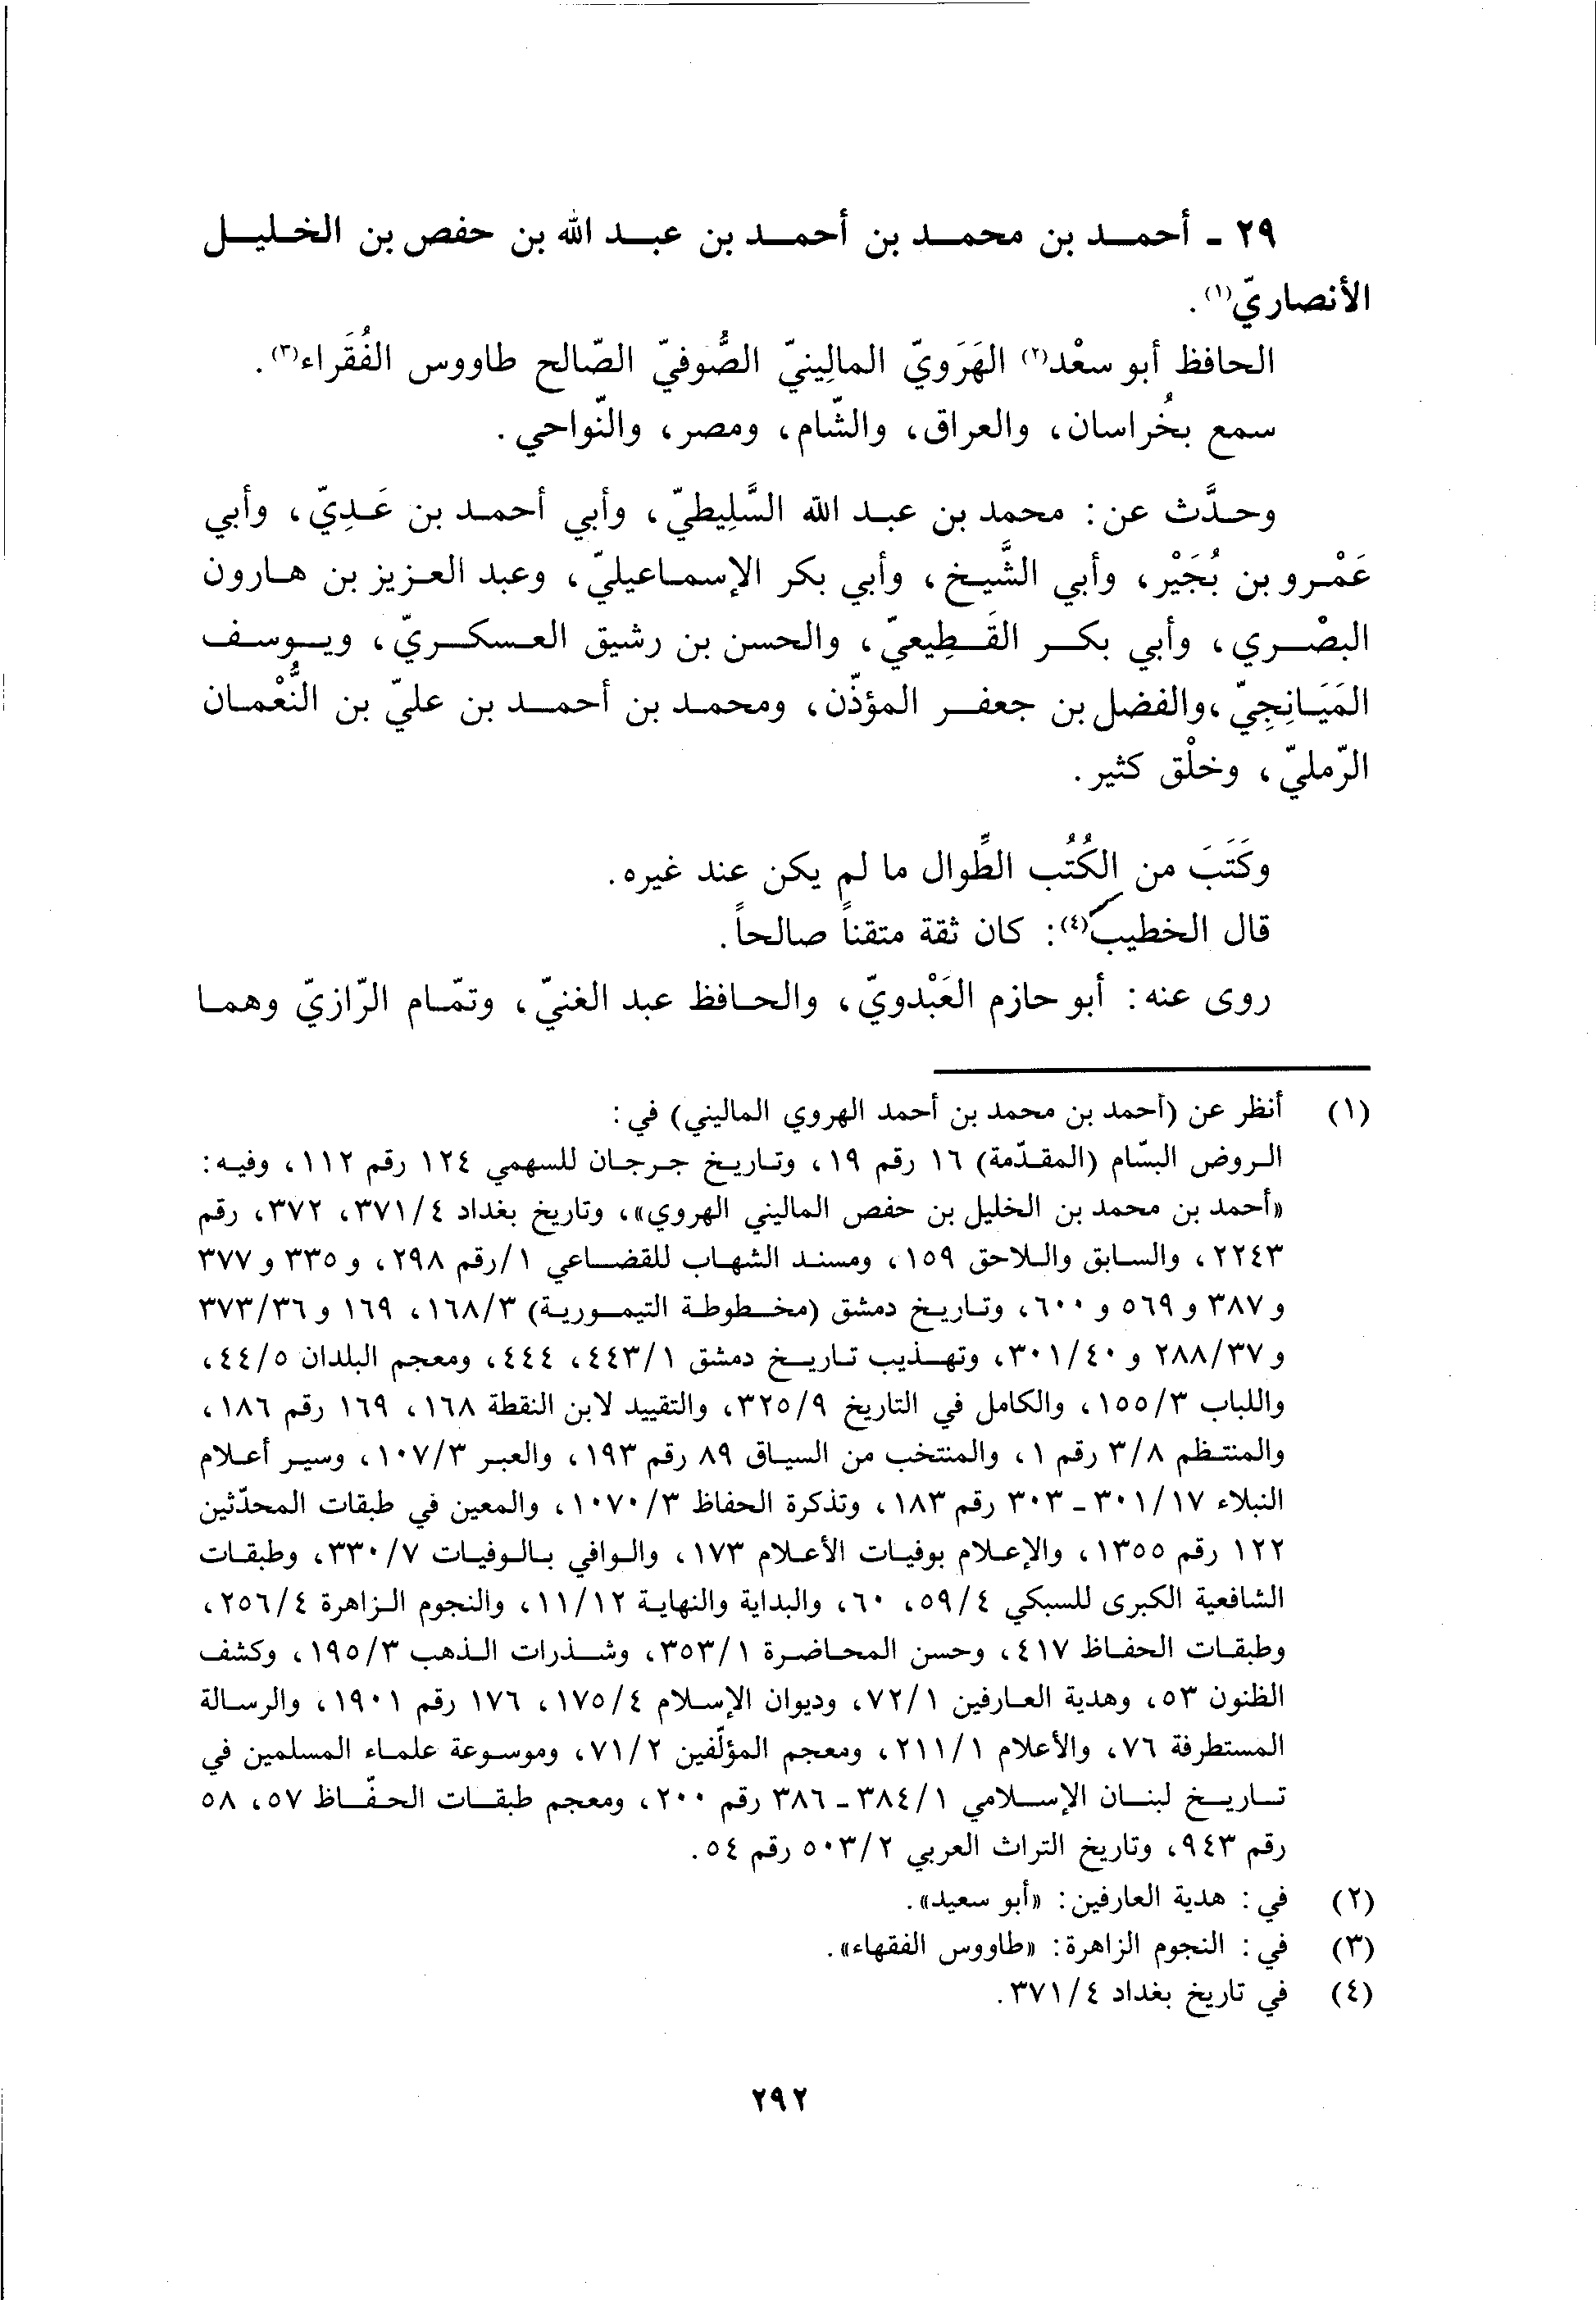 ٢٩ - أحمد بن محمد بن أحمد بن عبد الله بن حفص بن الخليل
الأنصاريّ(١).
الحافظ أبو سعْد(٢) الهَرَويّ المالِينيّ الصُّوفيّ الصّالح طاووس الفُقَراء(٣).
سمع بخُراسان، والعراق، والشّام، ومصر، والنّواحي.
وحدَّث عن: محمد بن عبد الله السَّلِيطيّ، وأبي أحمد بن عَدِيّ، وأبي
عَمْرو بن بُجَيْر، وأبي الشَّيخ، وأبي بكر الإسماعيليّ، وعبد العزيز بن هارون
البصْري، وأبي بكر القَطِيعيّ، والحسن بن رشيق العسكريّ، ويوسف
المَيَانِجِيّ، والفضل بن جعفر المؤذّن، ومحمد بن أحمد بن عليّ بن النُّعْمان
الرّمليّ، وخلْق كثير.
وكَتَبَ من الكُتُب الطِّوال ما لم يكن عند غيره.
قال الخطيب(٤): كان ثقة متقناً صالحاً.
روى عنه: أبو حازم العَبْدويّ، والحافظ عبد الغنيّ، وتمّام الرّازيّ وهما
(١) أنظر عن (أحمد بن محمد بن أحمد الهروي الماليني) في:
الروض البسّام (المقدّمة) ١٦ رقم ١٩، وتاريخ جرجان للسهمي ١٢٤ رقم ١١٢، وفيه:
«أحمد بن محمد بن الخليل بن حفص الماليني الهروي»، وتاريخ بغداد ٣٧١/٤، ٣٧٢، رقم
٢٢٤٣، والسابق واللاحق ١٥٩، ومسند الشهاب للقضاعي ١/رقم ٢٩٨، و ٣٣٥ و ٣٧٧
و ٣٨٧ و ٥٦٩ و ٦٠٠، وتاريخ دمشق (مخطوطة التيمورية) ١٦٨/٣، ١٦٩ و ٣٧٣/٣٦
و ٢٨٨/٣٧ و ٣٠١/٤٠، وتهذيب تاريخ دمشق ٤٤٣/١، ٤٤٤، ومعجم البلدان ٤٤/٥،
واللباب ١٥٥/٣، والكامل في التاريخ ٣٢٥/٩، والتقييد لابن النقطة ١٦٨، ١٦٩ رقم ١٨٦،
والمنتظم ٣/٨ رقم ١، والمنتخب من السياق ٨٩ رقم ١٩٣، والعبر ١٠٧/٣، وسير أعلام
النبلاء ٣٠١/١٧ - ٣٠٣ رقم ١٨٣، وتذكرة الحفاظ ١٠٧٠/٣، والمعين في طبقات المحدّثين
١٢٢ رقم ١٣٥٥، والإعلام بوفيات الأعلام ١٧٣، والوافي بالوفيات ٣٣٠/٧، وطبقات
الشافعية الكبرى للسبكي ٥٩/٤، ٦٠، والبداية والنهاية ١١/١٢، والنجوم الزاهرة ٢٥٦/٤،
وطبقات الحفاظ ٤١٧، وحسن المحاضرة ٣٥٣/١، وشذرات الذهب ١٩٥/٣، وكشف
الظنون ٥٣، وهدية العارفين ٧٢/١، وديوان الإسلام ١٧٥/٤، ١٧٦ رقم ١٩٠١، والرسالة
المستطرفة ٧٦، والأعلام ٢١١/١، ومعجم المؤلّفين ٧١/٢، وموسوعة علماء المسلمين في
تاريخ لبنان الإسلامي ٣٨٤/١ - ٣٨٦ رقم ٢٠٠، ومعجم طبقات الحفّاظ ٥٧، ٥٨
رقم ٩٤٣، وتاريخ التراث العربي ٥٠٣/٢ رقم ٥٤.
(٢) في: هدية العارفين: «أبو سعيد».
(٣) في: النجوم الزاهرة: «طاووس الفقهاء».
(٤) في تاريخ بغداد ٣٧١/٤.
٢٩٢